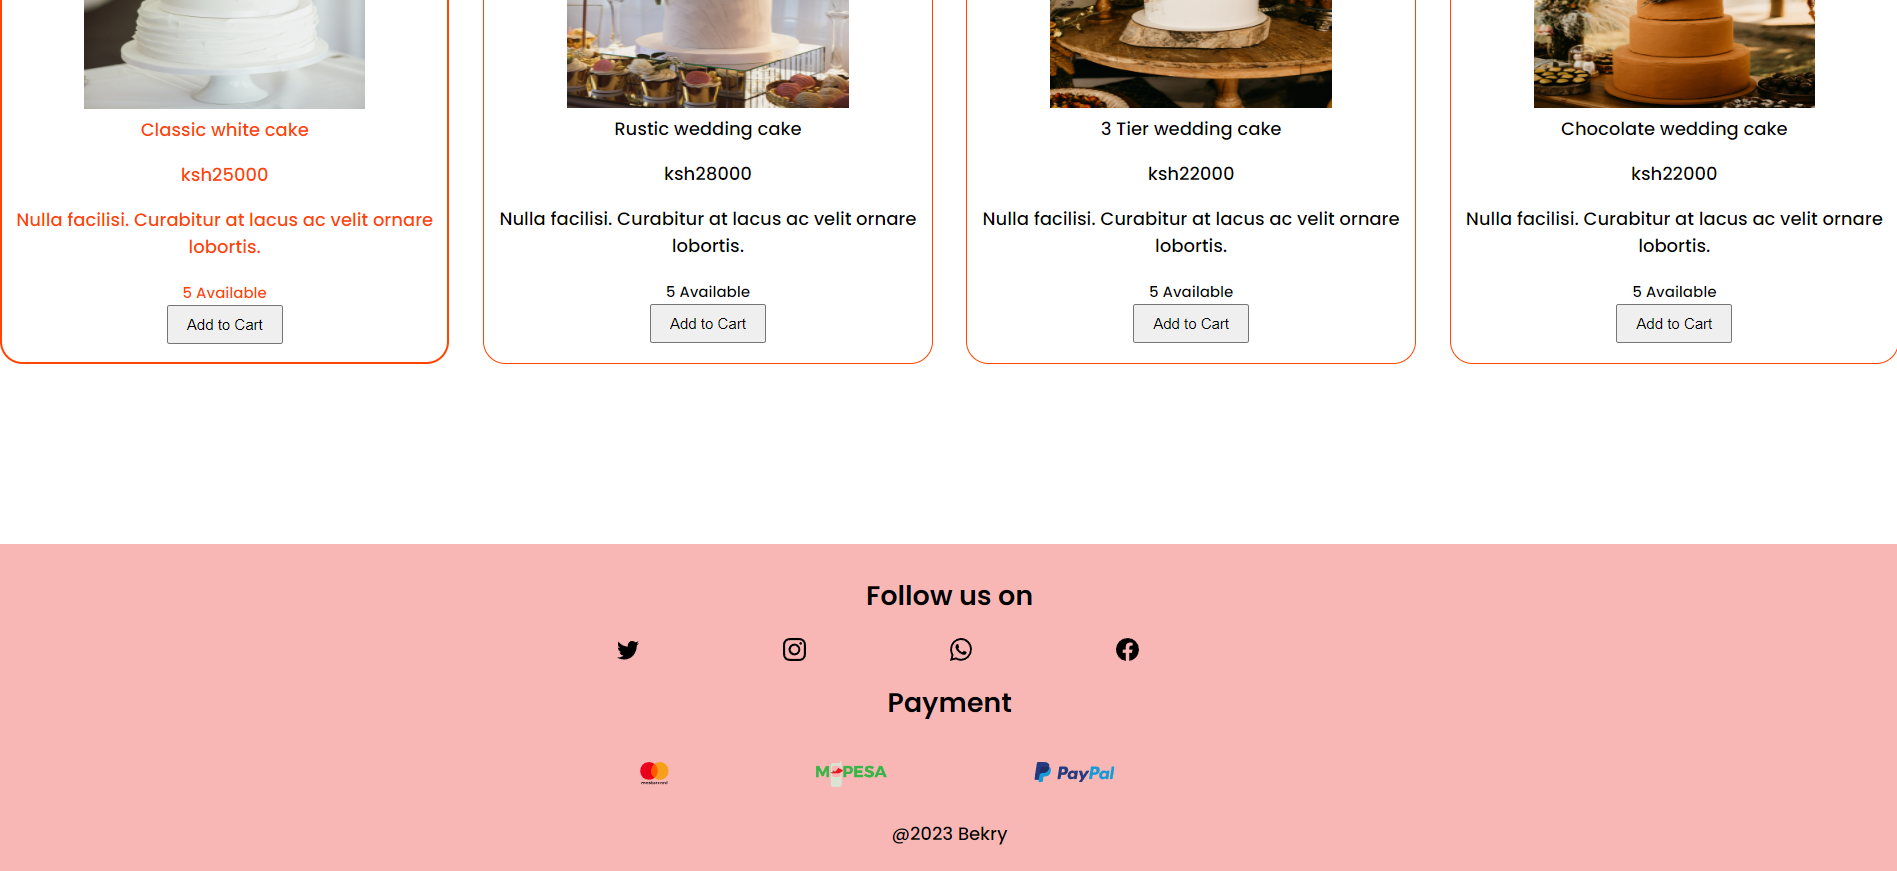 Classic white cake
ksh25000
Nulla facilisi. Curabitur at lacus ac velit ornare
lobortis.
5 Available
Add to Cart
Rustic wedding cake
ksh28000
Nulla facilisi. Curabitur at lacus ac velit ornare
lobortis.
5 Available
Add to Cart
3 Tier wedding cake
ksh22000
Nulla facilisi. Curabitur at lacus ac velit ornare
lobortis.
5 Available
Add to Cart
Chocolate wedding cake
ksh22000
Nulla facilisi. Curabitur at lacus ac velit ornare
lobortis.
5 Available
Add to Cart
Follow us on
Payment
mastercard
M-PESA
PayPal
@2023 Bekry